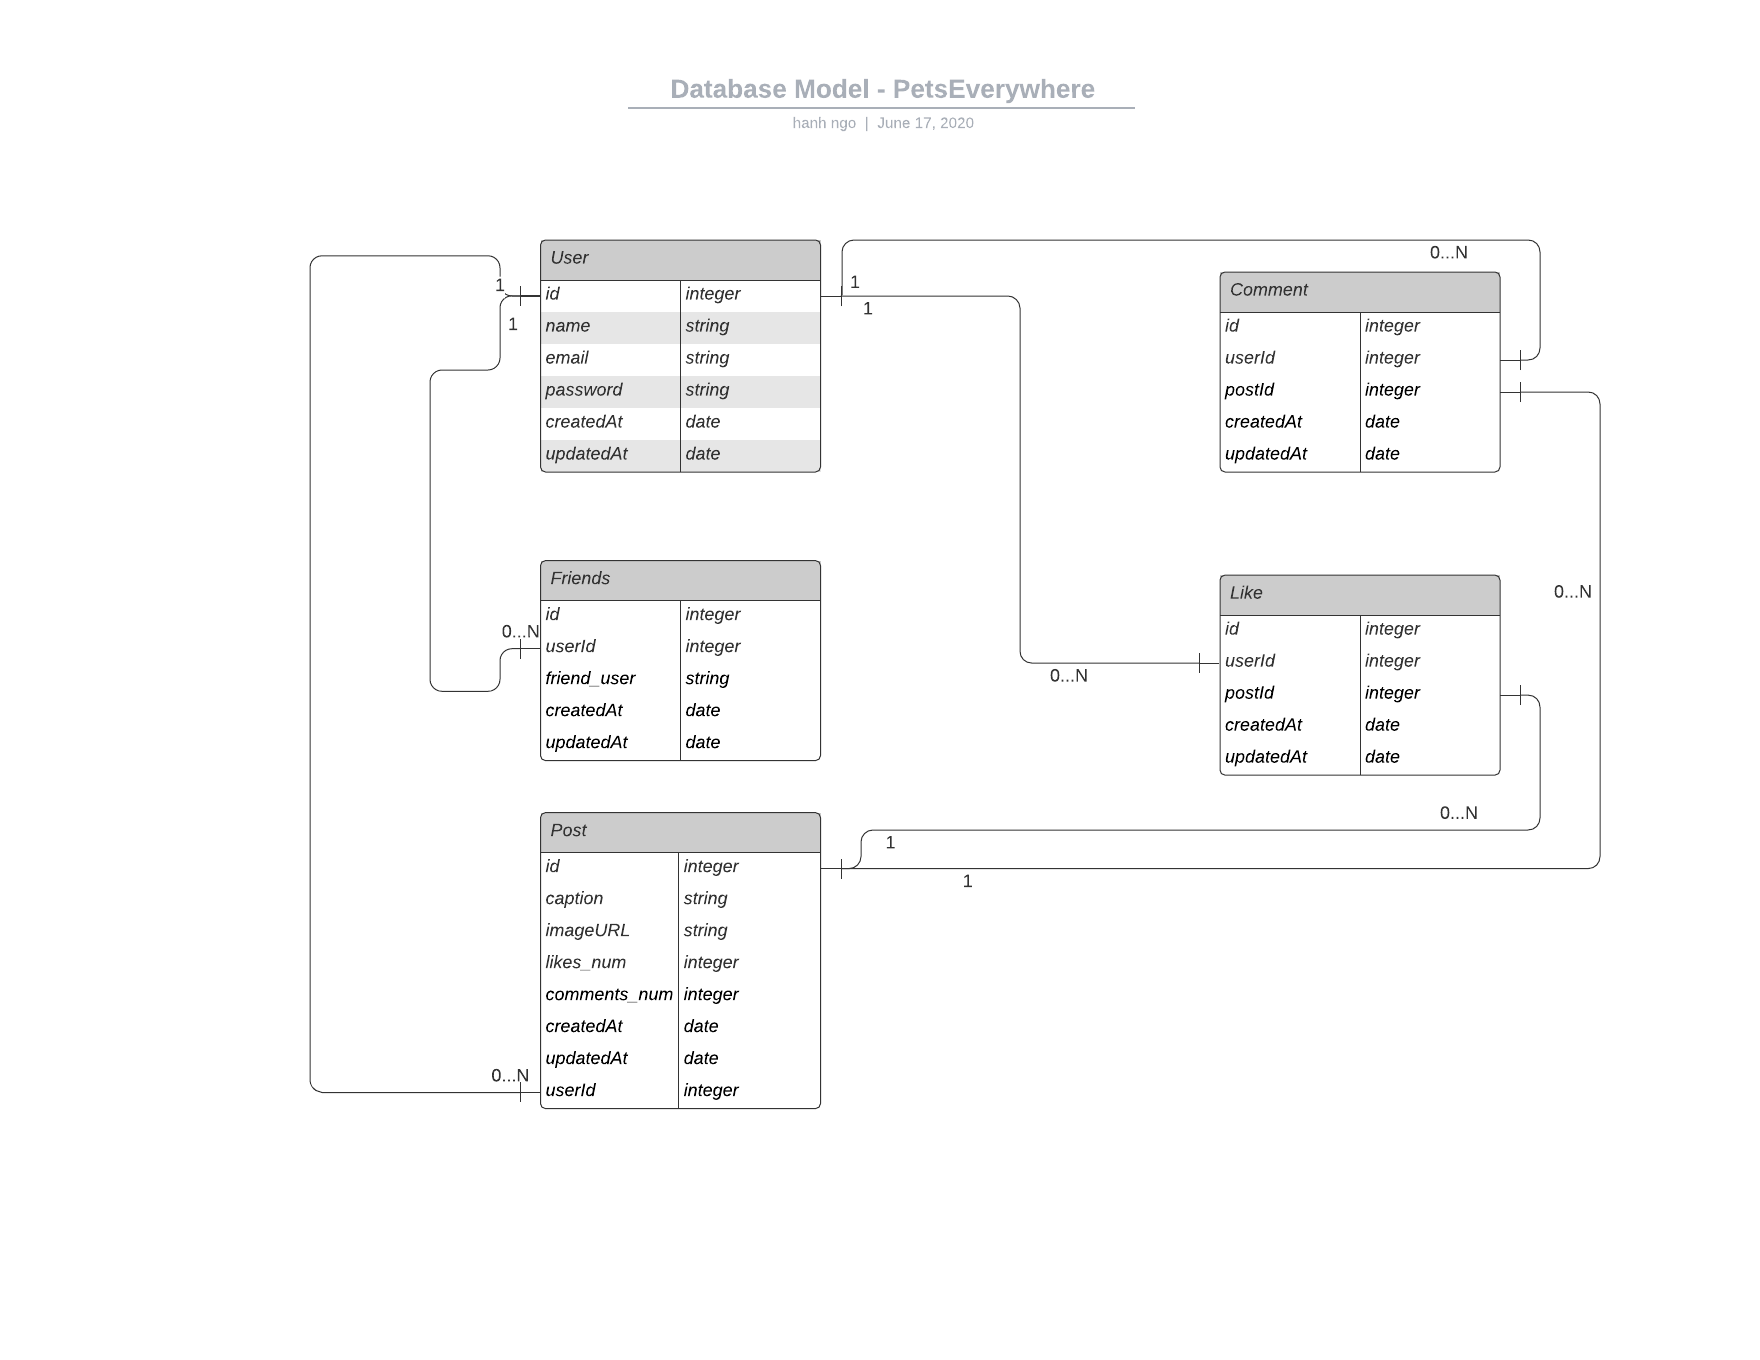 Database Model - PetsEverywhere
hanh ngo | June 17, 2020
User
id integer
name string
email string
password string
createdAt date
updatedAt date
1
1
1
1
0...N
Comment
id integer
userId integer
postId integer
createdAt date
updatedAt date
Friends
id integer
userId integer
friend_user string
createdAt date
updatedAt date
0...N
0...N
Like
id integer
userId integer
postId integer
createdAt date
updatedAt date
0...N
0...N
1
1
Post
id integer
caption string
imageURL string
likes_num integer
comments_num integer
createdAt date
updatedAt date
userId integer
0...N